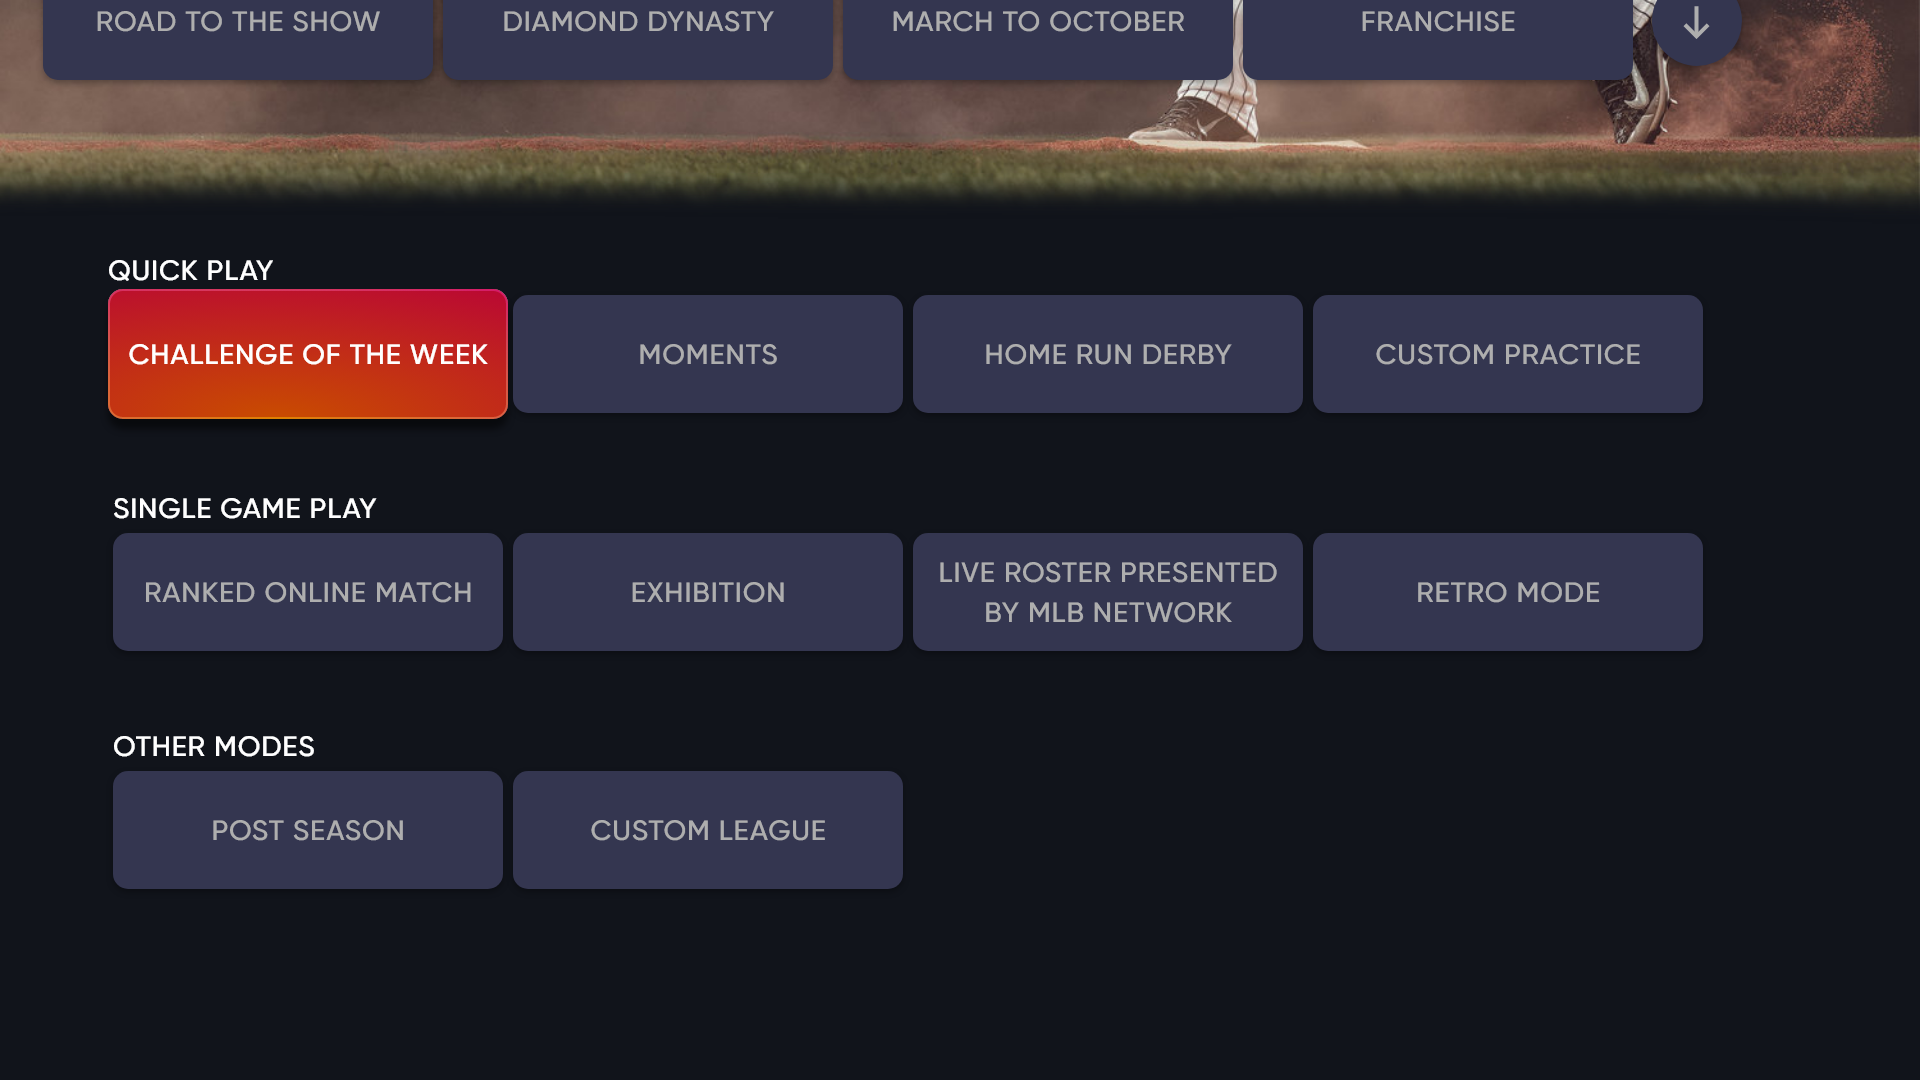 ROAD TO THE SHOW
DIAMOND DYNASTY
MARCH TO OCTOBER
FRANCHISE
QUICK PLAY
CHALLENGE OF THE WEEK
MOMENTS
HOME RUN DERBY
CUSTOM PRACTICE
SINGLE GAME PLAY
RANKED ONLINE MATCH
EXHIBITION
LIVE ROSTER PRESENTED
BY MLB NETWORK
RETRO MODE
OTHER MODES
POST SEASON
CUSTOM LEAGUE